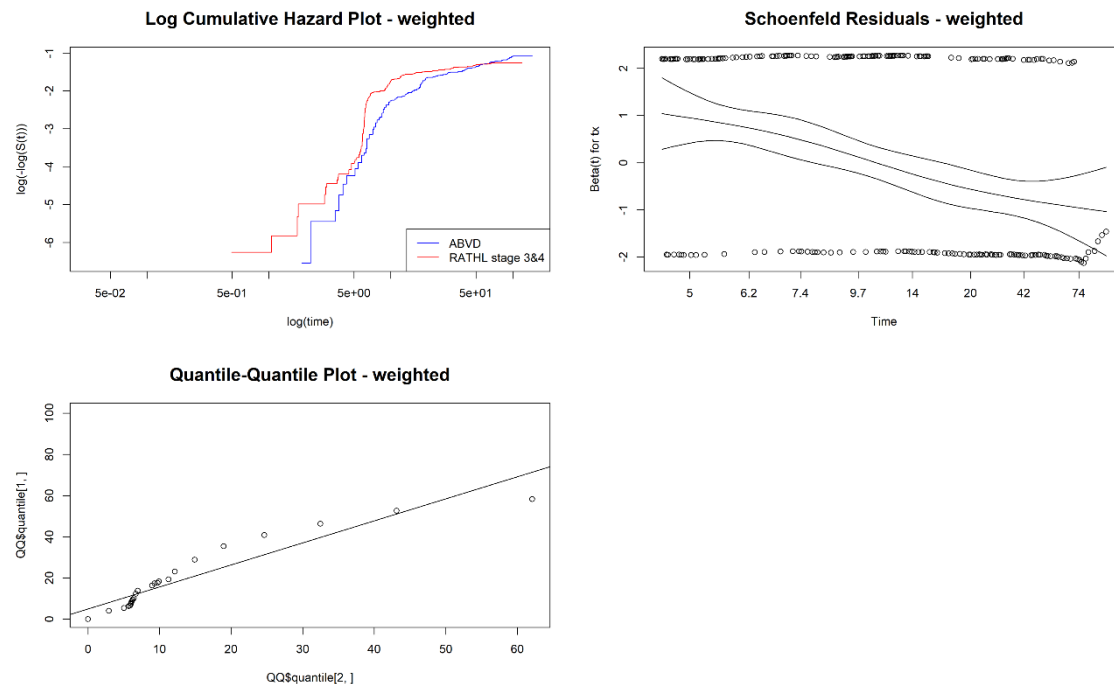 Log Cumulative Hazard Plot - weighted
log(-log(S(t)))
-1
-2
-3
-4
-5
-6
ABVD
RATHL stage 3&4
5e-02 5e-01 5e+00 5e+01
log(time)
Schoenfeld Residuals - weighted
Beta(t) for tx
2
1
0
-1
-2
5 6.2 7.4 9.7 14 20 42 74
Time
Quantile-Quantile Plot - weighted
QQ$quantile[1, ]
100
80
60
40
20
0
0 10 20 30 40 50 60
QQ$quantile[2, ]